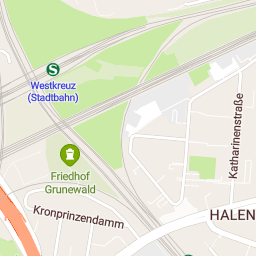 S
Westkreuz
(Stadtbahn)
Katharinenstraße
Friedhof
Grunewald
Kronprinzendamm
HALEN